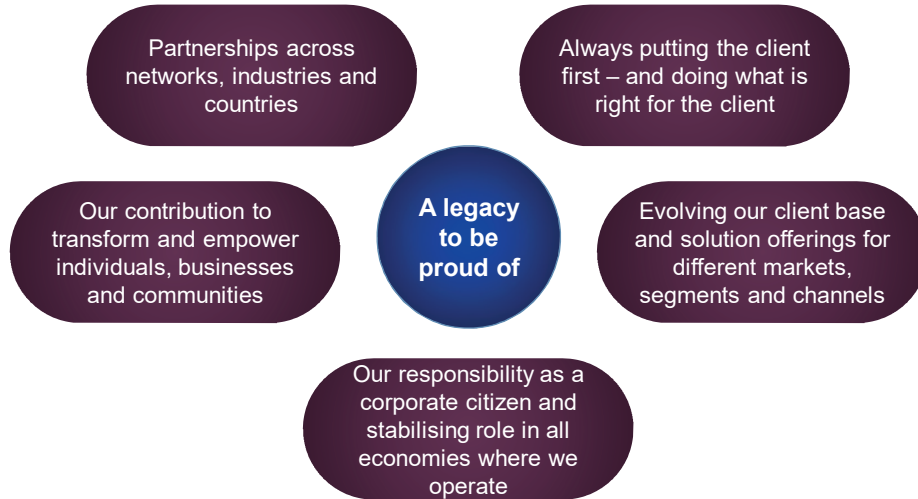 Partnerships across
networks, industries and
countries
Always putting the client
first – and doing what is
right for the client
Our contribution to
transform and empower
individuals, businesses
and communities
A legacy
to be
proud of
Evolving our client base
and solution offerings for
different markets,
segments and channels
Our responsibility as a
corporate citizen and
stabilising role in all
economies where we
operate